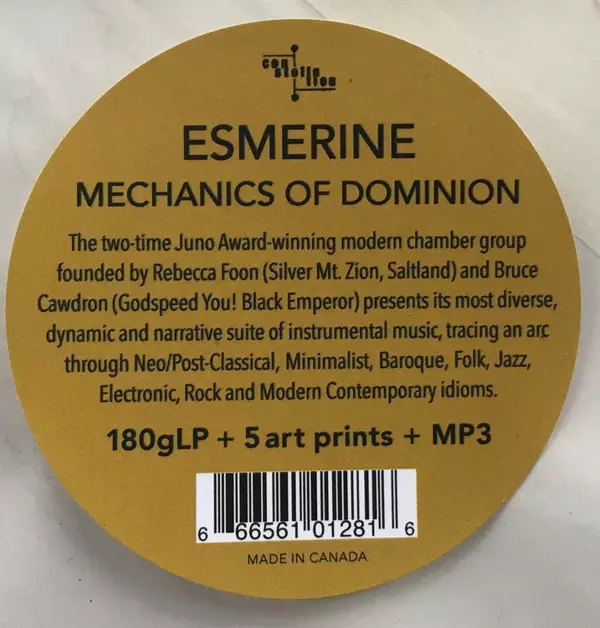 con
stella
tion
ESMERINE
MECHANICS OF DOMINION
The two-time Juno Award-winning modern chamber group
founded by Rebecca Foon (Silver Mt. Zion, Saltland) and Bruce
Cawdron (Godspeed You! Black Emperor) presents its most diverse,
dynamic and narrative suite of instrumental music, tracing an arc
through Neo/Post-Classical, Minimalist, Baroque, Folk, Jazz,
Electronic, Rock and Modern Contemporary idioms.
180gLP + 5 art prints + MP3
6 66561 01281 6
MADE IN CANADA